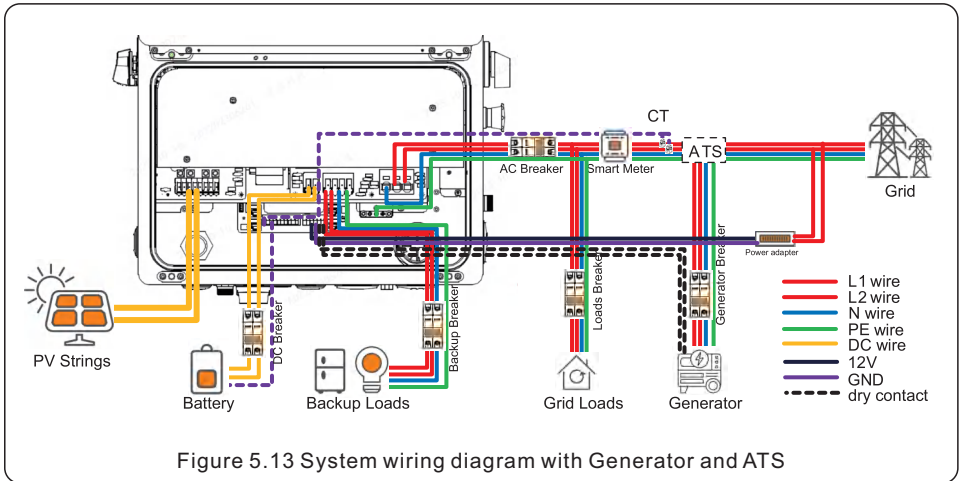 CT
A TS
AC Breaker
Smart Meter
Grid
Power adapter
Loads Breaker
Generator Breaker
DC Breaker
Backup Breaker
PV Strings
Battery
Backup Loads
Grid Loads
Generator
L1 wire
L2 wire
N wire
PE wire
DC wire
12V
GND
dry contact
Figure 5.13 System wiring diagram with Generator and ATS